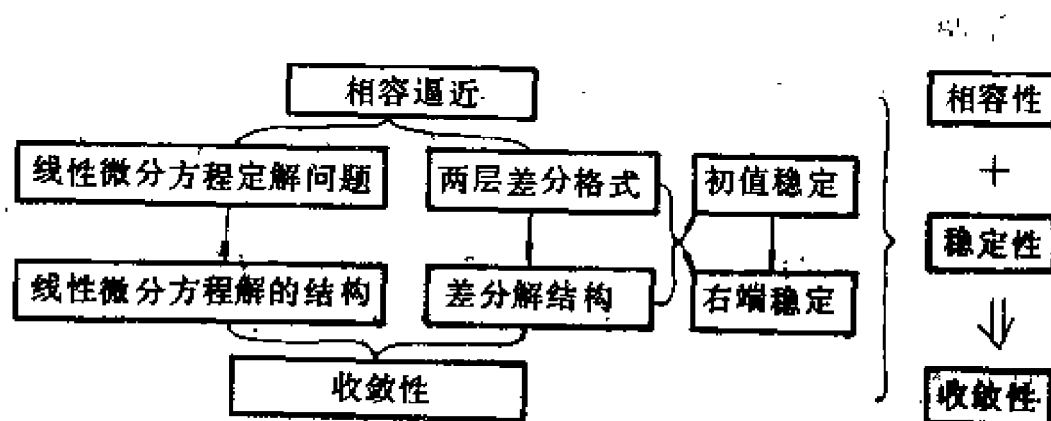 相容逼近
线性微分方程定解问题
两层差分格式
初值稳定
线性微分方程解的结构
差分解结构
右端稳定
收敛性
相容性
+
稳定性
⇓
收敛性